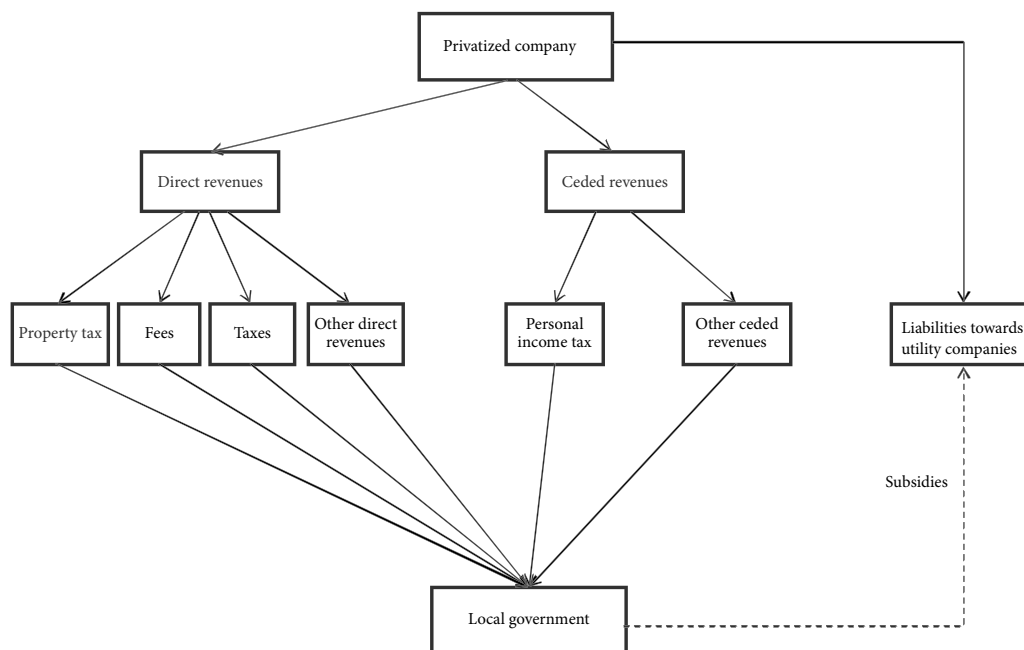 Privatized company
Direct revenues
Ceded revenues
Property tax
Fees
Taxes
Other direct
revenues
Personal
income tax
Other ceded
revenues
Liabilities towards
utility companies
Subsidies
Local government